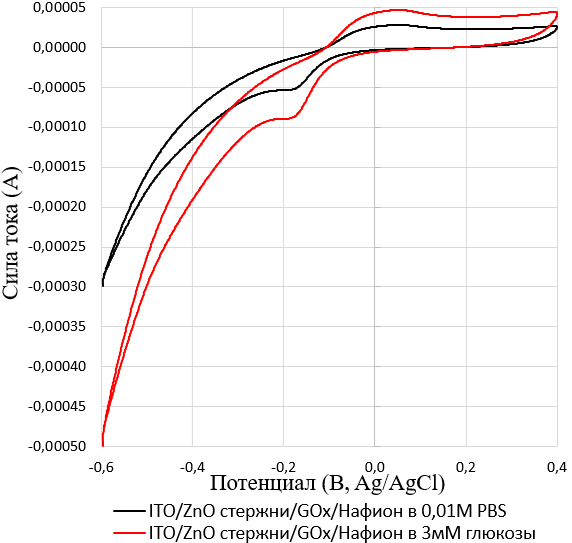 0,00005
0,00000
-0,00005
-0,00010
-0,00015
-0,00020
-0,00025
-0,00030
-0,00035
-0,00040
-0,00045
-0,00050
Сила тока (А)
-0,6 -0,4 -0,2 0,0 0,2 0,4
Потенциал (В, Ag/AgCl)
ITO/ZnO стержни/GOx/Нафион в 0,01М PBS
ITO/ZnO стержни/GOx/Нафион в 3мМ глюкозы